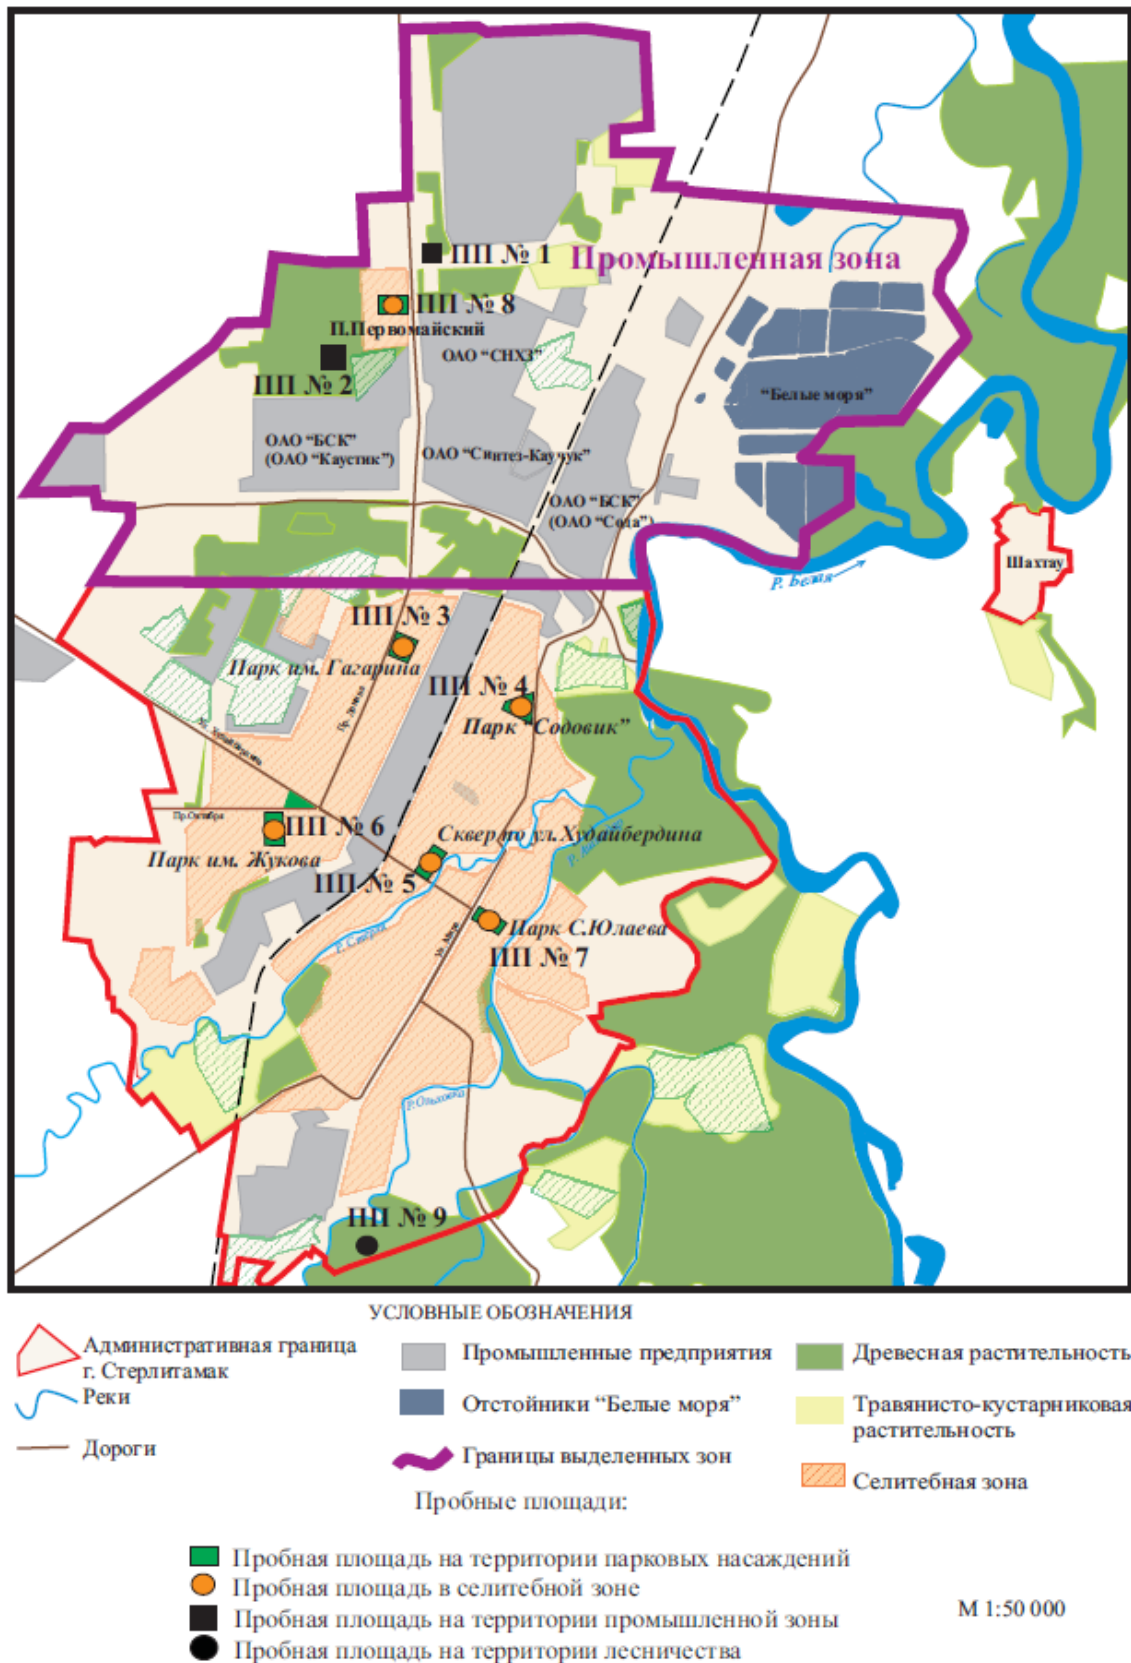 ПП № 1
Промышленная зона
ПП № 8
П.Первомайский
ОАО “СНХЗ”
ПП № 2
“Белые моря”
ОАО “БСК”
(ОАО “Каустик”)
ОАО “Синтез-Каучук”
ОАО “БСК”
(ОАО “Сода”)
Шахтау
Р. Белая
ПП № 3
Парк им. Гагарина
ПП № 4
Пр. Ленина
Парк “Содовик”
Ул. Худайбердина
Пр.Октября
ПП № 6
Сквер по ул. Худайбердина
Парк им. Жукова
ПП № 5
Парк С.Юлаева
Р. Стерля
ПП № 7
Р.Ольховка
ПП № 9
УСЛОВНЫЕ ОБОЗНАЧЕНИЯ
Административная граница
г. Стерлитамак
Реки
Дороги
Промышленные предприятия
Отстойники “Белые моря”
Границы выделенных зон
Древесная растительность
Травянисто-кустарниковая
растительность
Селитебная зона
Пробные площади:
Пробная площадь на территории парковых насаждений
Пробная площадь в селитебной зоне
Пробная площадь на территории промышленной зоны
Пробная площадь на территории лесничества
М 1:50 000